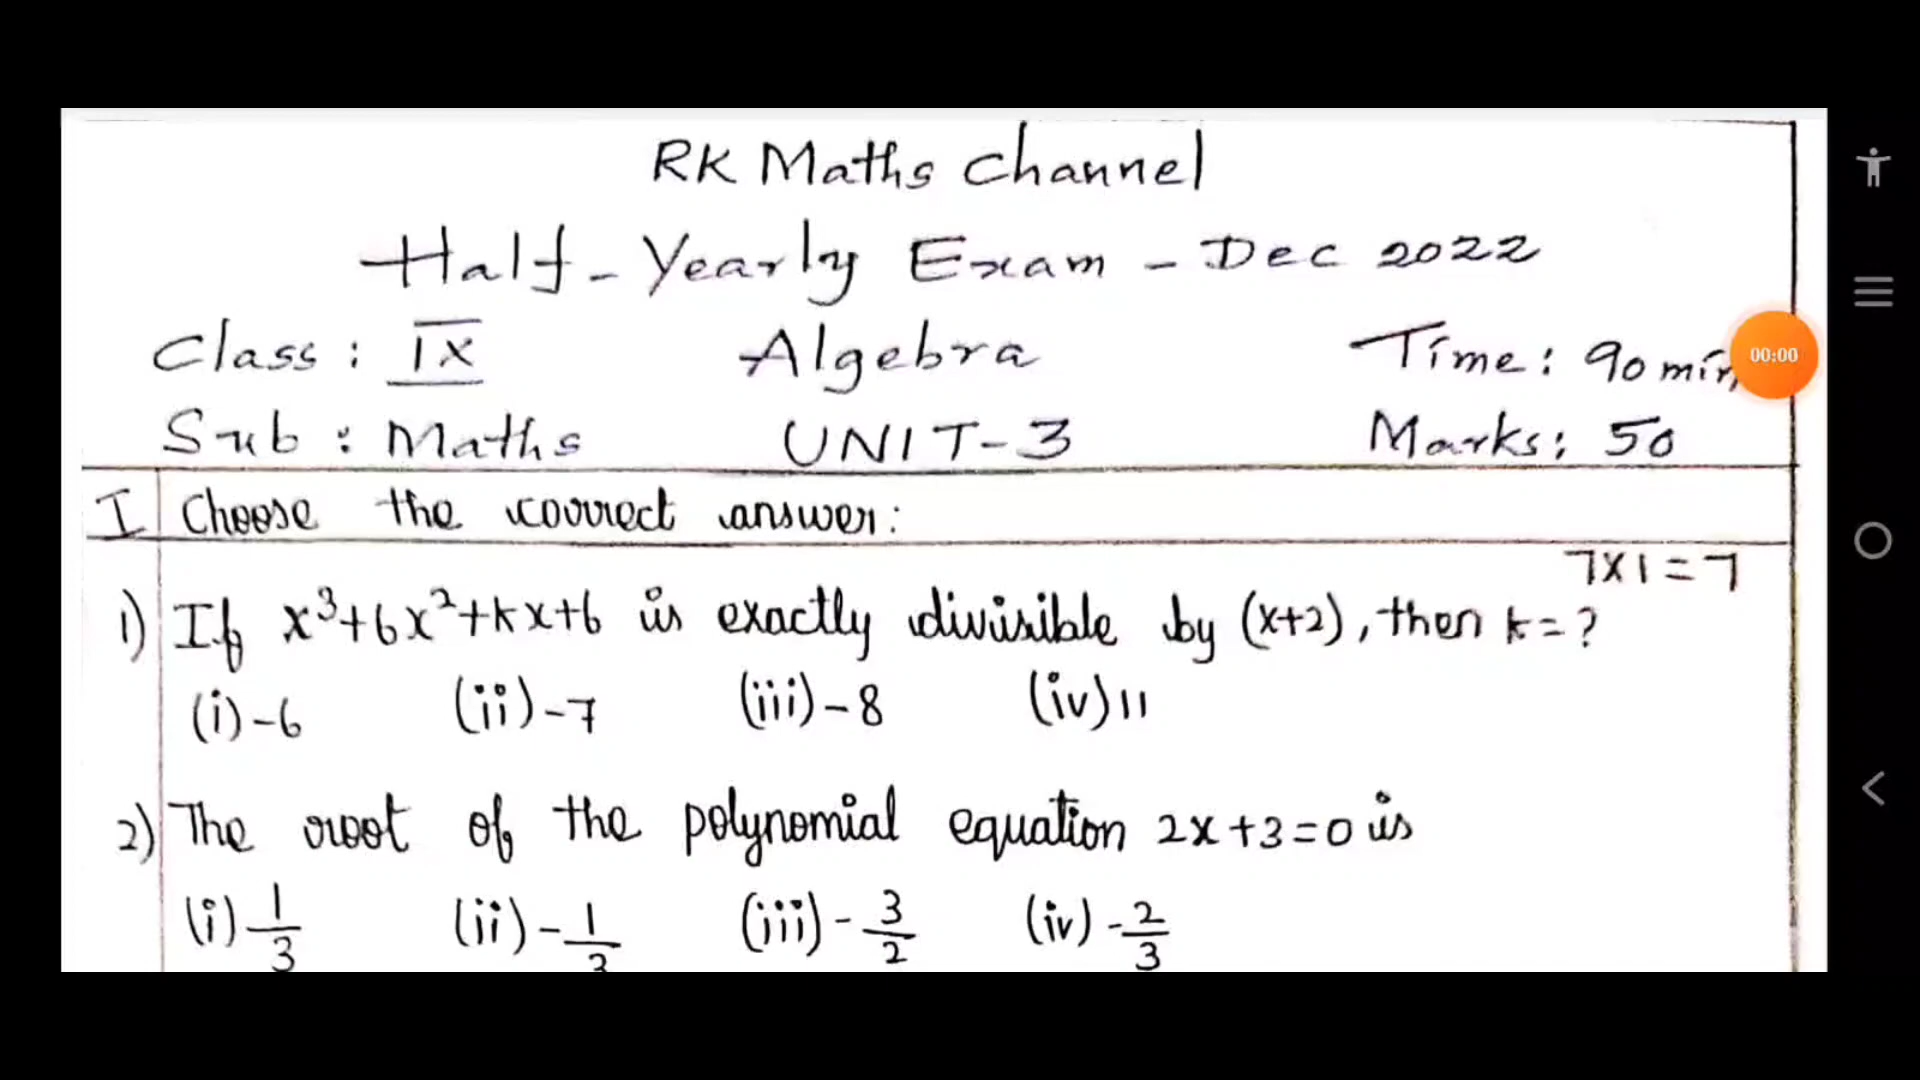 RK Maths Channel
Half-Yearly Exam - Dec 2022
Class: IX Algebra Time: 90 min
00:00
Sub: Maths UNIT-3 Marks: 50
I Choose the correct answer:
7x1=7
1) If x³+6x²+kx+6 is exactly divisible by (x+2), then k=?
(i) -6 (ii) -7 (iii) -8 (iv) 11
2) The root of the polynomial equation 2x+3=0 is
(i) 1/3 (ii) -1/3 (iii) -3/2 (iv) -2/3